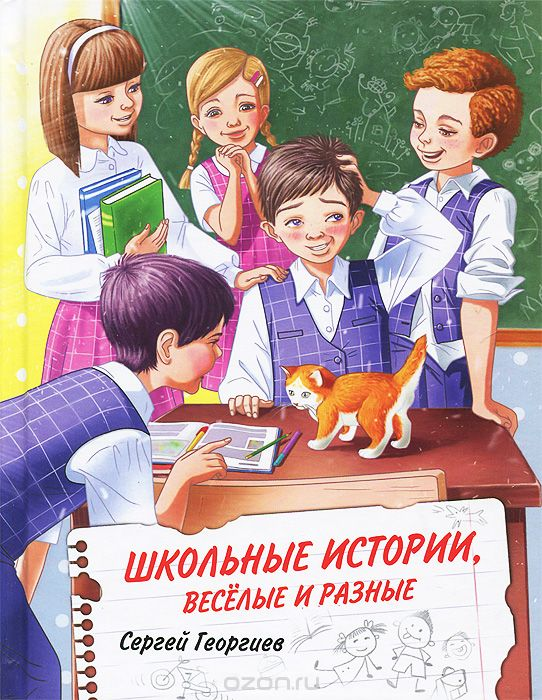 ШКОЛЬНЫЕ ИСТОРИИ,
ВЕСЁЛЫЕ И РАЗНЫЕ
Сергей Георгиев
ozon.ru